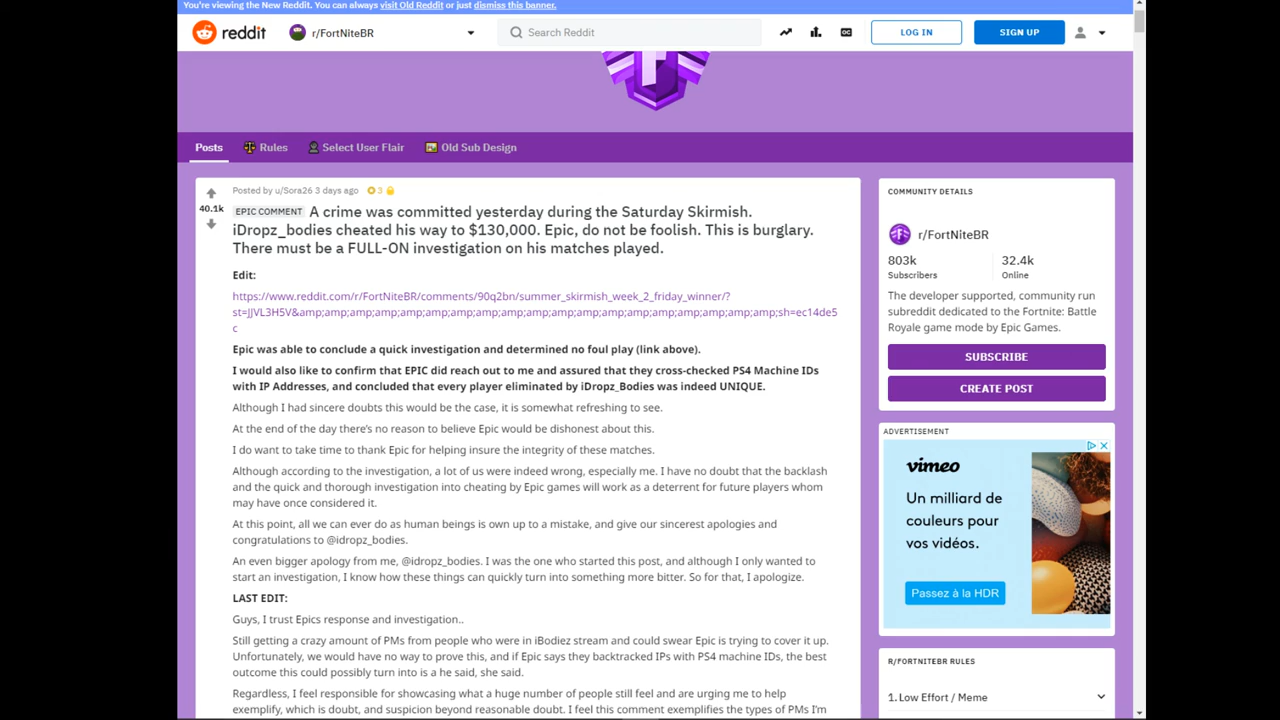 You're viewing the New Reddit. You can always visit Old Reddit or just dismiss this banner.
reddit
r/FortNiteBR
Search Reddit
LOG IN
SIGN UP
Posts
Rules
Select User Flair
Old Sub Design
Posted by u/Sora26 3 days ago
3
40.1k
EPIC COMMENT A crime was committed yesterday during the Saturday Skirmish.
iDropz_bodies cheated his way to $130,000. Epic, do not be foolish. This is burglary.
There must be a FULL-ON investigation on his matches played.
Edit:
https://www.reddit.com/r/FortNiteBR/comments/90q2bn/summer_skirmish_week_2_friday_winner/?
st=JJVL3H5V&amp;amp;amp;amp;amp;amp;amp;amp;amp;amp;amp;amp;amp;amp;amp;amp;amp;amp;amp;sh=ec14de5
c
Epic was able to conclude a quick investigation and determined no foul play (link above).
I would also like to confirm that EPIC did reach out to me and assured that they cross-checked PS4 Machine IDs
with IP Addresses, and concluded that every player eliminated by iDropz_Bodies was indeed UNIQUE.
Although I had sincere doubts this would be the case, it is somewhat refreshing to see.
At the end of the day there's no reason to believe Epic would be dishonest about this.
I do want to take time to thank Epic for helping insure the integrity of these matches.
Although according to the investigation, a lot of us were indeed wrong, especially me. I have no doubt that the backlash
and the quick and thorough investigation into cheating by Epic games will work as a deterrent for future players whom
may have once considered it.
At this point, all we can ever do as human beings is own up to a mistake, and give our sincerest apologies and
congratulations to @idropz_bodies.
An even bigger apology from me, @idropz_bodies. I was the one who started this post, and although I only wanted to
start an investigation, I know how these things can quickly turn into something more bitter. So for that, I apologize.
LAST EDIT:
Guys, I trust Epics response and investigation..
Still getting a crazy amount of PMs from people who were in iBodiez stream and could swear Epic is trying to cover it up.
Unfortunately, we would have no way to prove this, and if Epic says they backtracked IPs with PS4 machine IDs, the best
outcome this could possibly turn into is a he said, she said.
Regardless, I feel responsible for showcasing what a huge number of people still feel and are urging me to help
exemplify, which is doubt, and suspicion beyond reasonable doubt. I feel this comment exemplifies the types of PMs I'm
COMMUNITY DETAILS
r/FortNiteBR
803k
Subscribers
32.4k
Online
The developer supported, community run
subreddit dedicated to the Fortnite: Battle
Royale game mode by Epic Games.
SUBSCRIBE
CREATE POST
ADVERTISEMENT
vimeo
Un milliard de
couleurs pour
vos vidéos.
Passez à la HDR
R/FORTNITEBR RULES
1. Low Effort / Meme